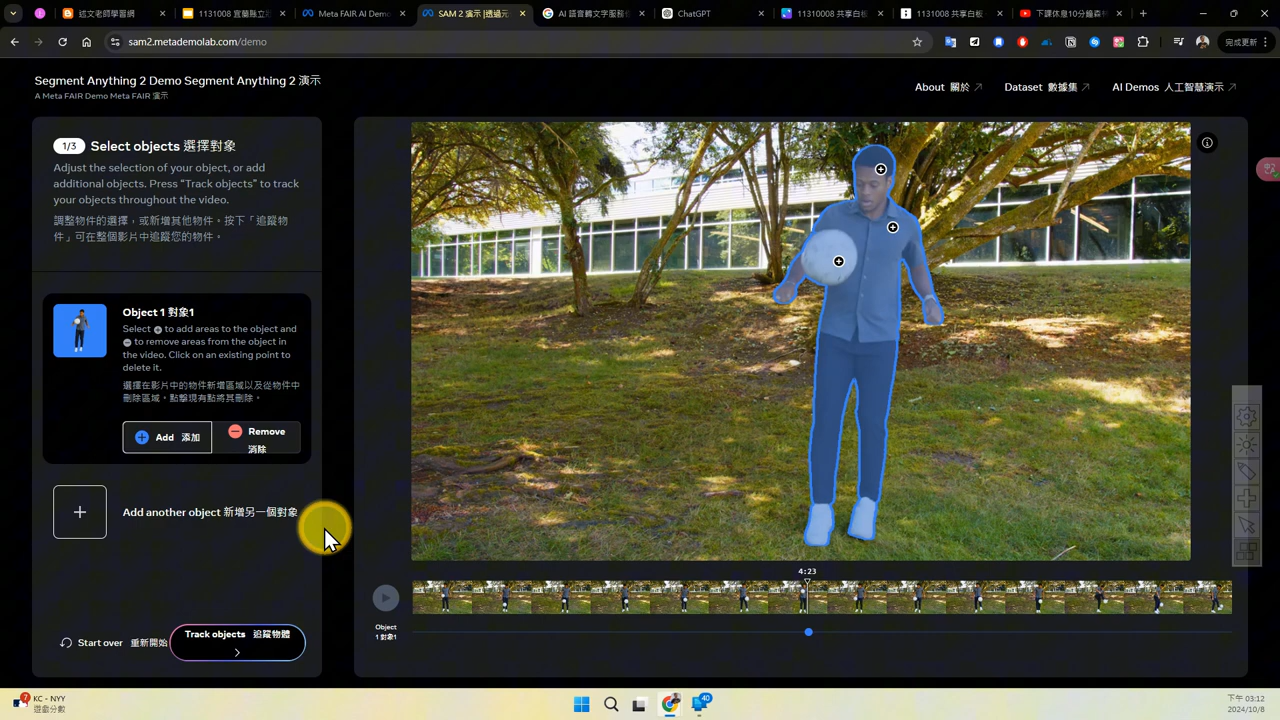 述文老師學習網
1131008 宜蘭縣立
Meta FAIR AI Demo
SAM 2 演示 |透過元
AI 語音轉文字服務
ChatGPT
11310008 共享白板
1131008 共享白板
下課休息10分鐘森
sam2.metademolab.com/demo
完成更新
Segment Anything 2 Demo Segment Anything 2 演示
A Meta FAIR Demo Meta FAIR 演示
About 關於
Dataset 數據集
AI Demos 人工智慧演示
1/3 Select objects 選擇對象
Adjust the selection of your object, or add
additional objects. Press "Track objects" to track
your objects throughout the video.
調整物件的選擇，或新增其他物件。按下「追蹤物
件」可在整個影片中追蹤您的物件。
Object 1 對象1
Select to add areas to the object and
to remove areas from the object in
the video. Click on an existing point to
delete it.
選擇在影片中的物件新增區域以及從物件中
刪除區域。點擊現有點將其刪除。
Add 添加
Remove
消除
Add another object 新增另一個對象
Start over 重新開始
Track objects 追蹤物體
4:23
Object
1 對象1
7
KC - NYY
遊戲分數
40
下午 03:12
2024/10/8